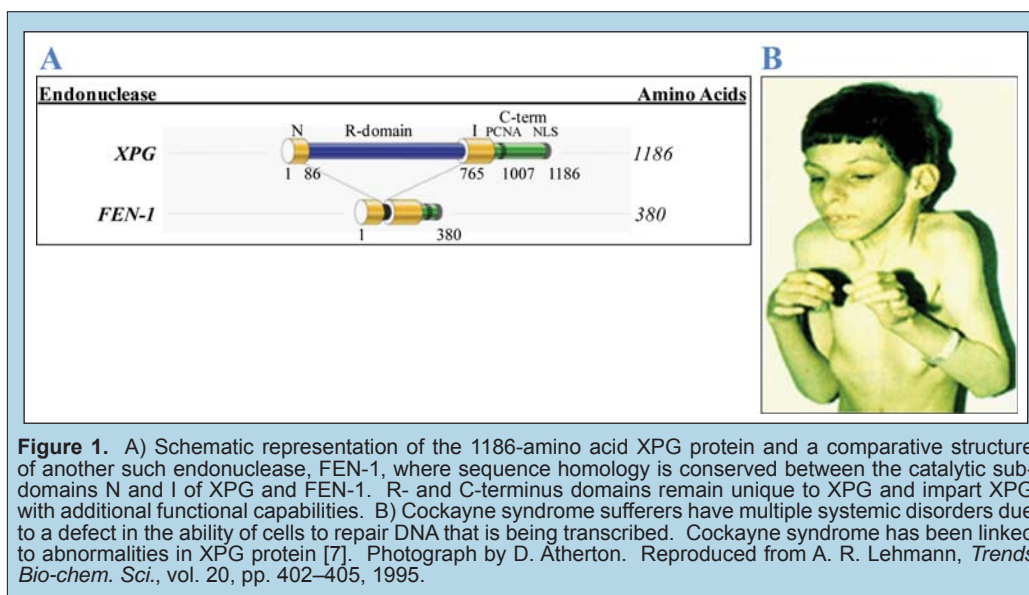 A
B
Endonuclease Amino Acids
C-term
N R-domain I PCNA NLS
XPG 1186
1 86 765 1007 1186
FEN-1 380
1 380
Figure 1. A) Schematic representation of the 1186-amino acid XPG protein and a comparative structure
of another such endonuclease, FEN-1, where sequence homology is conserved between the catalytic sub-
domains N and I of XPG and FEN-1. R- and C-terminus domains remain unique to XPG and impart XPG
with additional functional capabilities. B) Cockayne syndrome sufferers have multiple systemic disorders due
to a defect in the ability of cells to repair DNA that is being transcribed. Cockayne syndrome has been linked
to abnormalities in XPG protein [7]. Photograph by D. Atherton. Reproduced from A. R. Lehmann, Trends
Bio-chem. Sci., vol. 20, pp. 402–405, 1995.